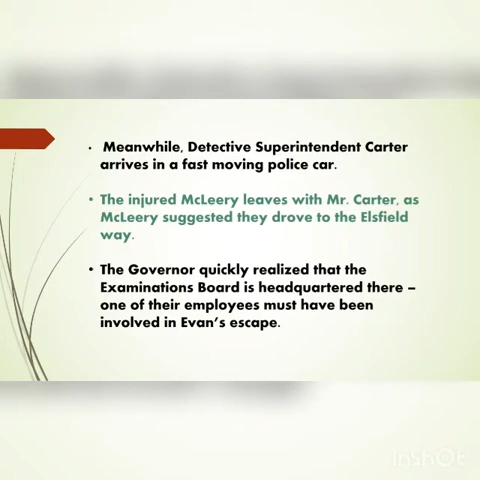 Meanwhile, Detective Superintendent Carter
arrives in a fast moving police car.
The injured McLeery leaves with Mr. Carter, as
McLeery suggested they drove to the Elsfield
way.
The Governor quickly realized that the
Examinations Board is headquartered there –
one of their employees must have been
involved in Evan's escape.
InShOt